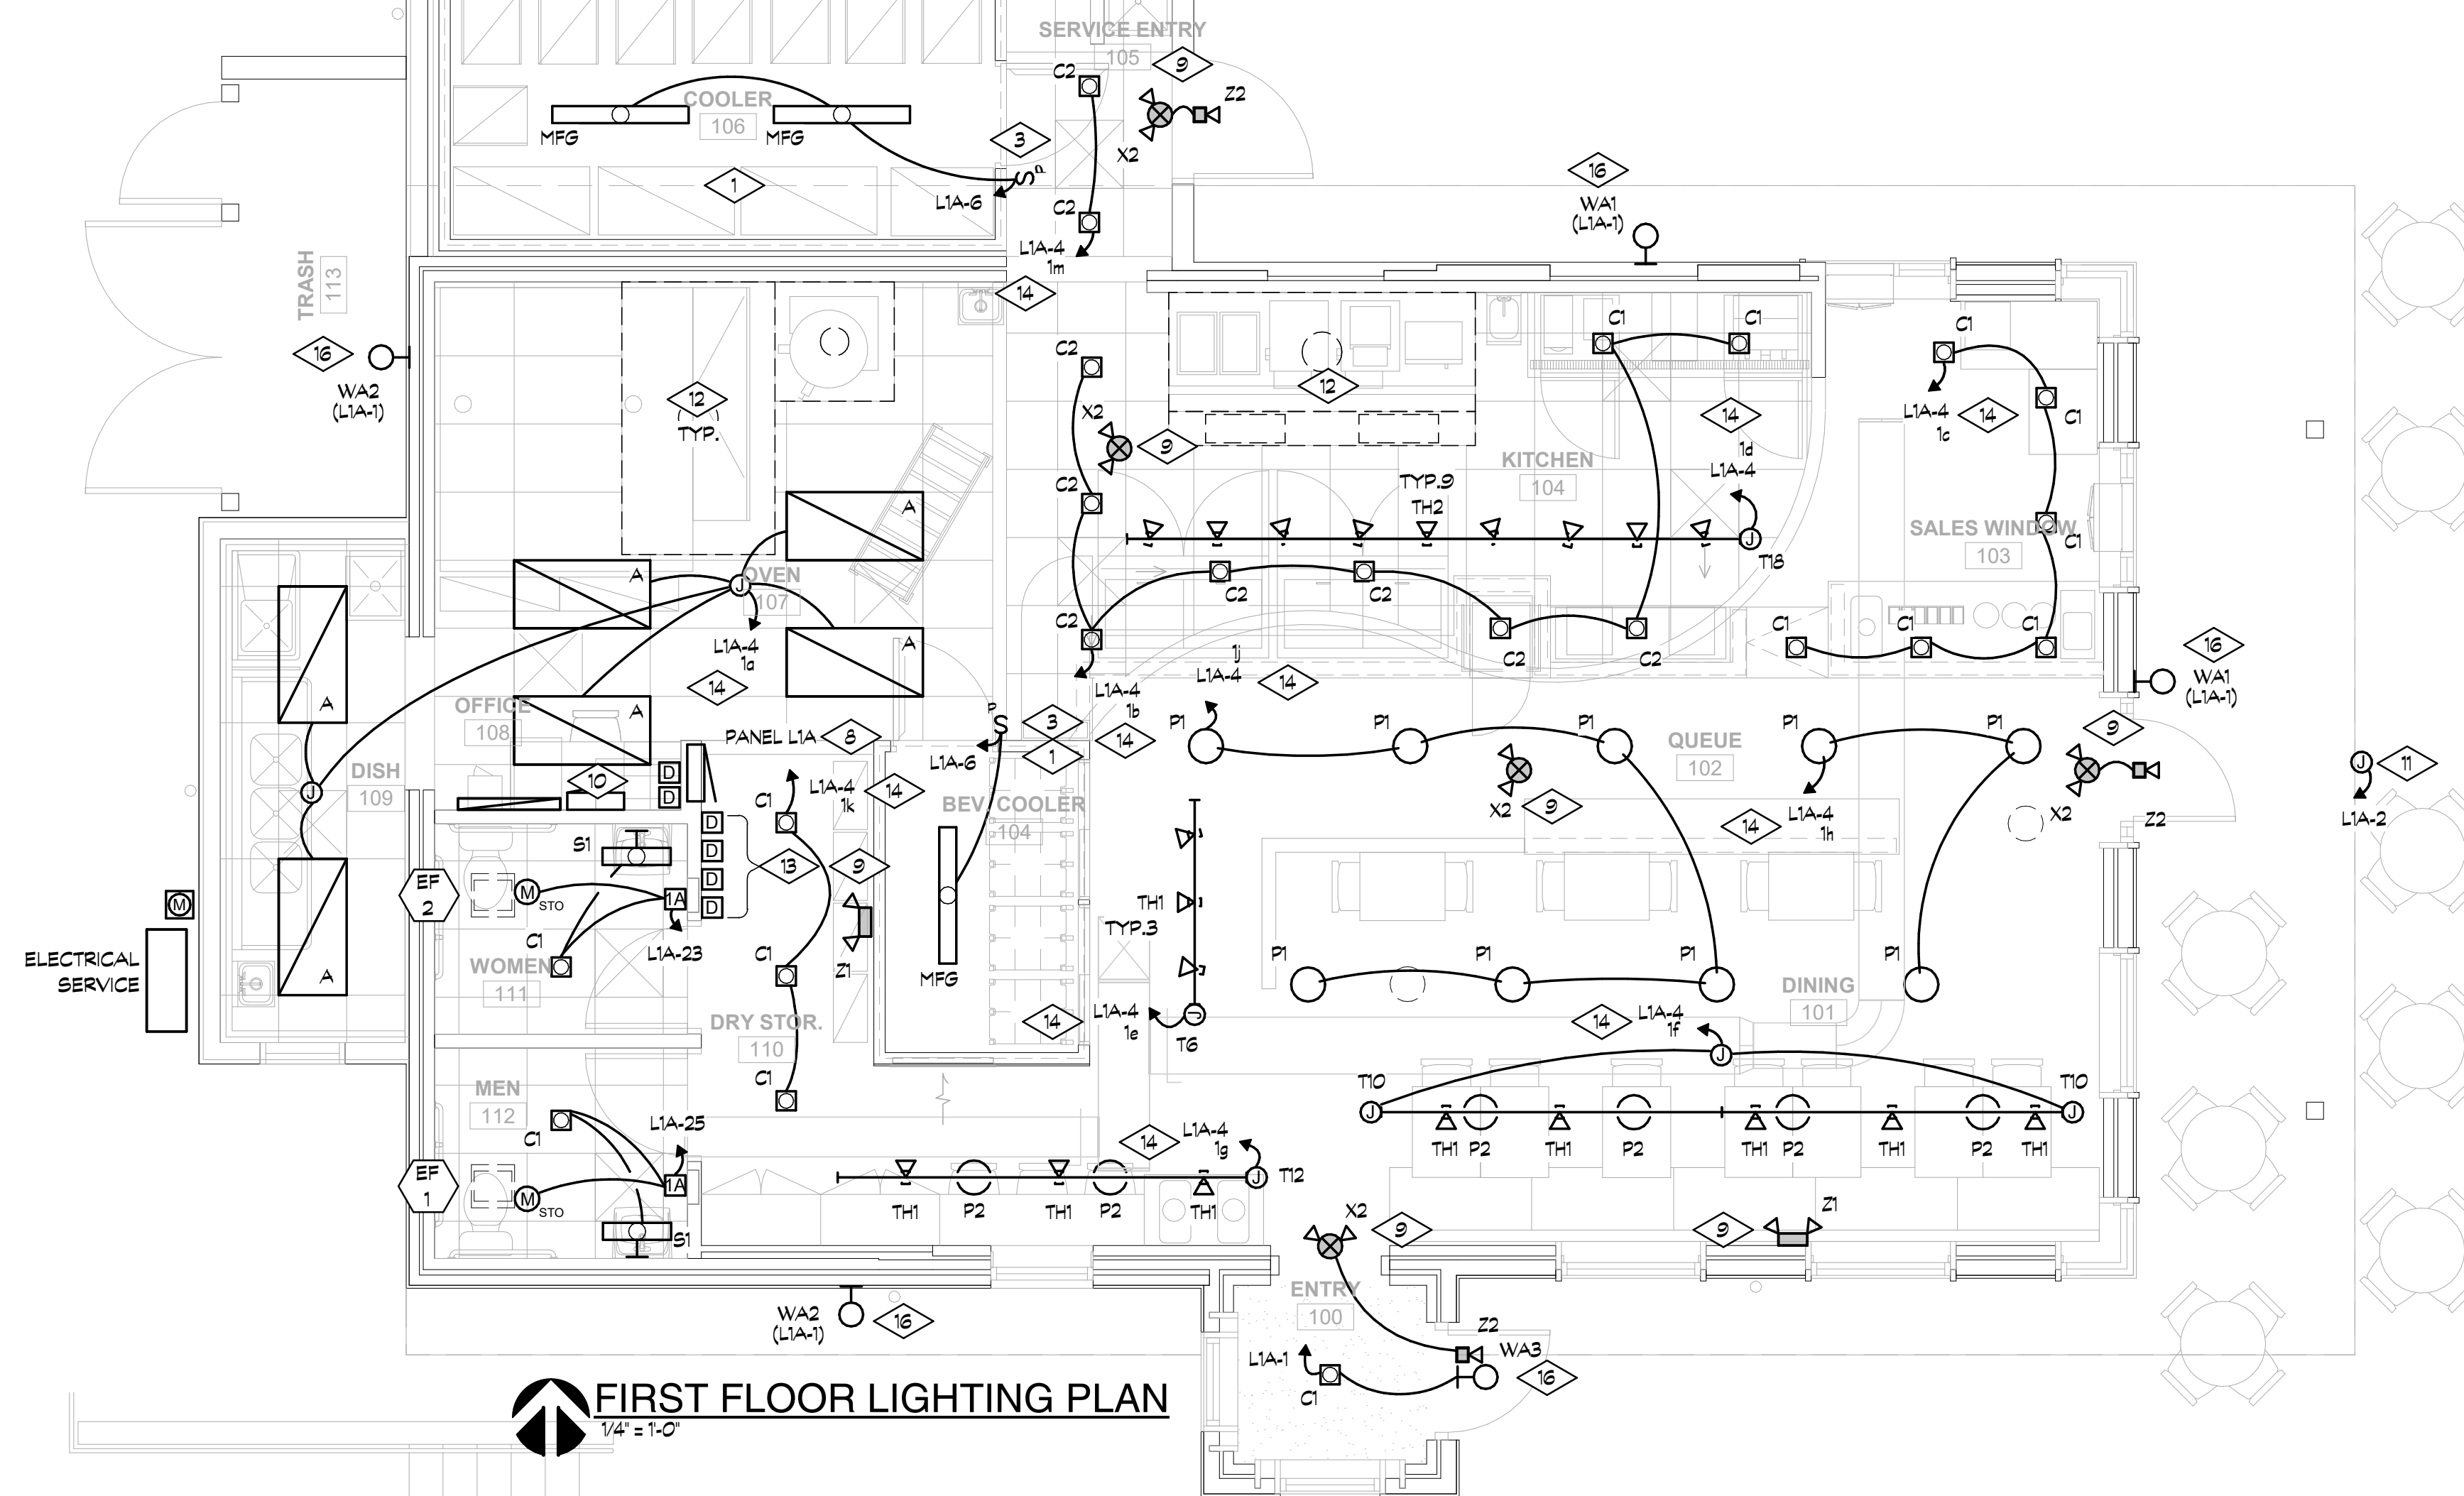 SERVICE ENTRY
105
9
C2
Z2
COOLER
106
MFG
MFG
3
X2
1
L1A-6
S
P
C2
16
WA1
(L1A-1)
L1A-4
1m
14
TRASH
113
16
WA2
(L1A-1)
12
TYP.
C2
X2
9
12
C1
C1
14
1d
L1A-4
KITCHEN
104
C1
L1A-4
1c
14
C1
C2
TYP.9
TH2
J
T18
SALES WINDOW
103
C1
A
A
J
OVEN
107
A
C2
C2
C2
C2
C2
C1
C1
C1
L1A-4
1a
14
A
A
OFFICE
108
1j
L1A-4
14
L1A-4
1b
16
WA1
(L1A-1)
P
S
3
14
1
P1
P1
P1
P1
P1
QUEUE
102
9
PANEL L1A
8
L1A-6
DISH
109
J
10
D
D
C1
L1A-4
1k
14
BEV. COOLER
104
X2
9
L1A-4
1h
14
X2
Z2
J
11
L1A-2
D
D
D
D
13
9
S1
EF
2
M
STO
1A
L1A-23
C1
WOMEN
111
C1
Z1
MFG
TH1
TYP.3
M
ELECTRICAL
SERVICE
A
P1
P1
P1
P1
DINING
101
DRY STOR.
110
14
L1A-4
1e
J
T6
14
L1A-4
1f
J
MEN
112
C1
C1
L1A-25
T10
J
T10
J
TH1
P2
TH1
P2
TH1
P2
TH1
P2
TH1
14
L1A-4
1g
J
T12
EF
1
M
STO
1A
S1
TH1
P2
TH1
P2
TH1
X2
9
9
Z1
WA2
(L1A-1)
16
ENTRY
100
Z2
WA3
16
L1A-1
C1
FIRST FLOOR LIGHTING PLAN
1/4" = 1'-0"